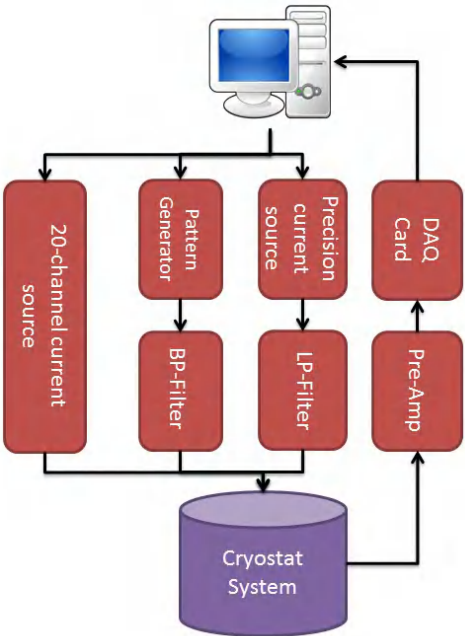 20-channel current
source
Pattern
Generator
Precision
current
source
DAQ
Card
BP-Filter
LP-Filter
Pre-Amp
Cryostat
System